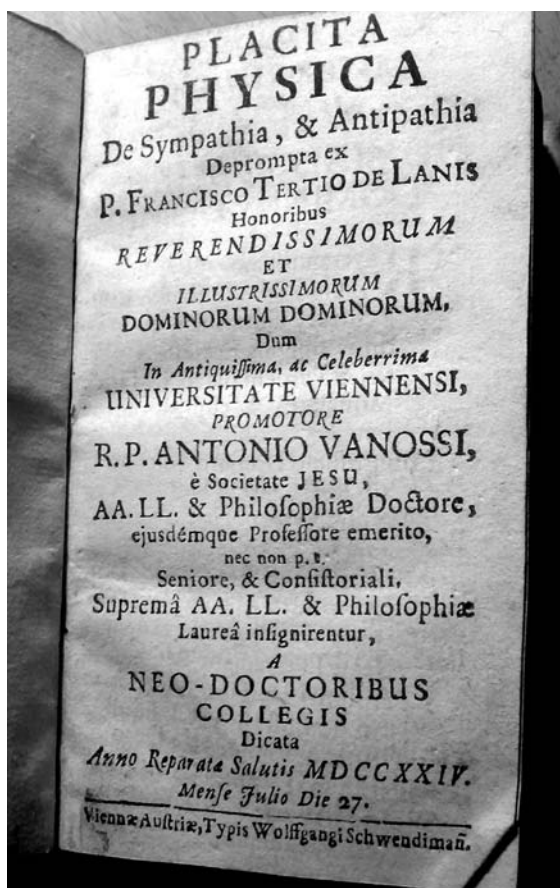 PLACITA
PHYSICA
De Sympathia, & Antipathia
Deprompta ex
P. FRANCISCO TERTIO DE LANIS
Honoribus
REVERENDISSIMORUM
ET
ILLUSTRISSIMORUM
DOMINORUM DOMINORUM,
Dum
In Antiquiſſima, ac Celeberrima
UNIVERSITATE VIENNENSI,
PROMOTORE
R. P. ANTONIO VANOSSI,
è Societate JESU,
AA. LL. & Philoſophiæ Doctore,
ejusdémque Profeſſore emerito,
nec non p. t.
Seniore, & Conſiſtoriali,
Supremâ AA. LL. & Philoſophiæ
Laureâ inſignirentur,
A
NEO-DOCTORIBUS
COLLEGIS
Dicata
Anno Reparatæ Salutis MDCCXXIV.
Menſe Julio Die 27.
Viennæ Auſtriæ, Typis Wolffgangi Schwendimañ.